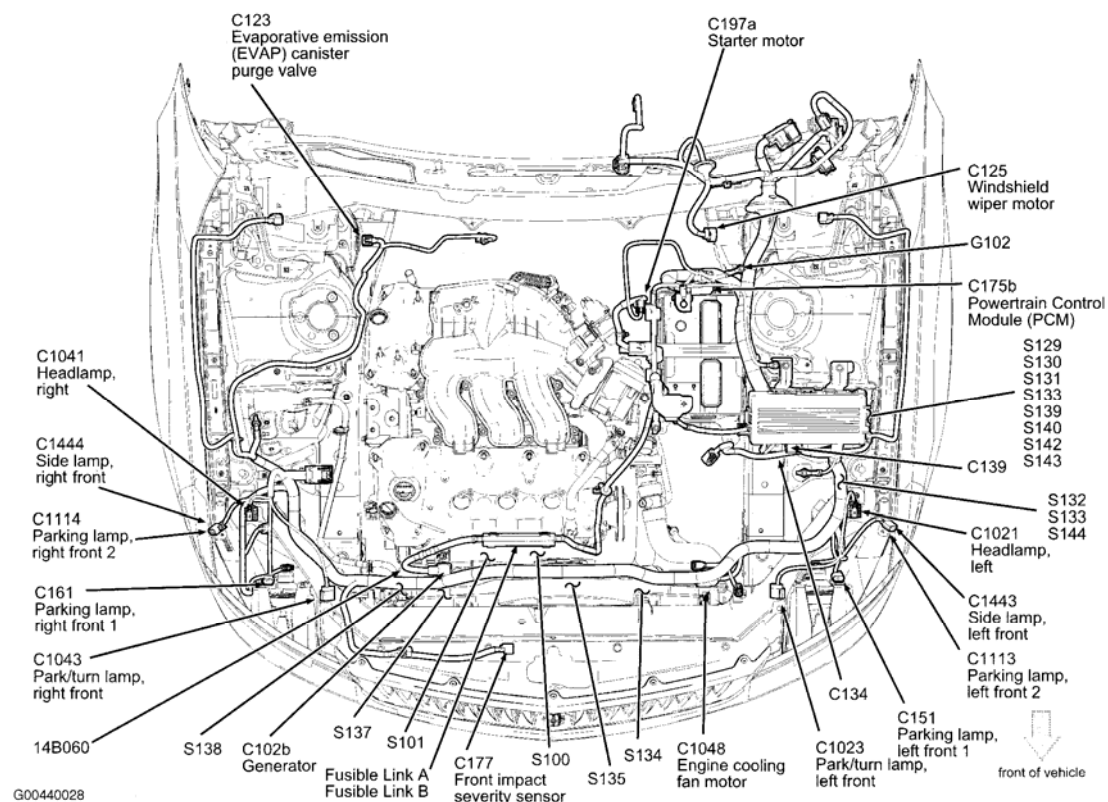 C123
Evaporative emission
(EVAP) canister
purge valve
C197a
Starter motor
C125
Windshield
wiper motor
G102
C175b
Powertrain Control
Module (PCM)
S129
S130
S131
S133
S139
S140
S142
S143
C139
S132
S133
S144
C1021
Headlamp,
left
C1443
Side lamp,
left front
C1113
Parking lamp,
left front 2
C134
C151
Parking lamp,
left front 1
C1023
Park/turn lamp,
left front
front of vehicle
C1041
Headlamp,
right
C1444
Side lamp,
right front
C1114
Parking lamp,
right front 2
C161
Parking lamp,
right front 1
C1043
Park/turn lamp,
right front
14B060
S138
C102b
Generator
S137
Fusible Link A
Fusible Link B
S101
C177
Front impact
severity sensor
S100
S135
S134
C1048
Engine cooling
fan motor
G00440028